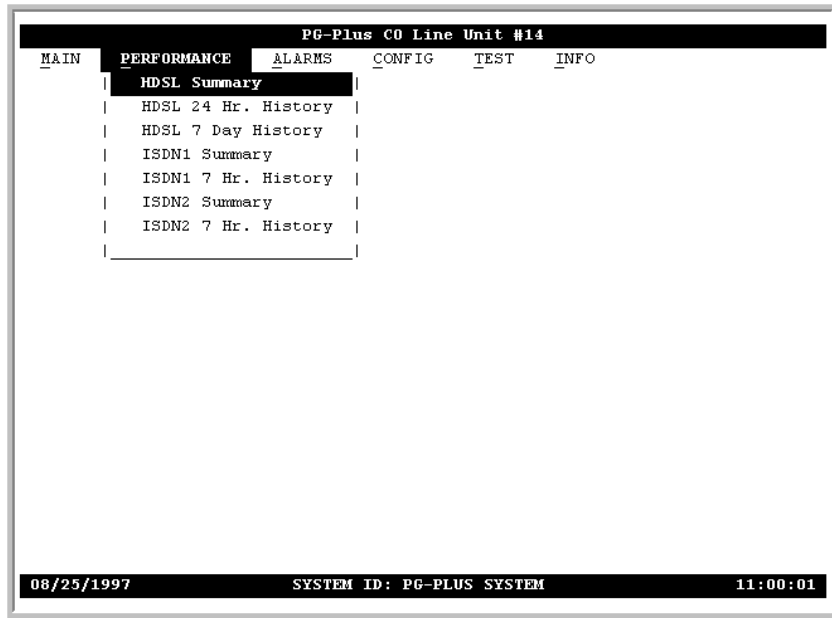 PG-Plus CO Line Unit #14
MAIN PERFORMANCE ALARMS CONFIG TEST INFO
HDSL Summary
HDSL 24 Hr. History
HDSL 7 Day History
ISDN1 Summary
ISDN1 7 Hr. History
ISDN2 Summary
ISDN2 7 Hr. History
08/25/1997 SYSTEM ID: PG-PLUS SYSTEM 11:00:01